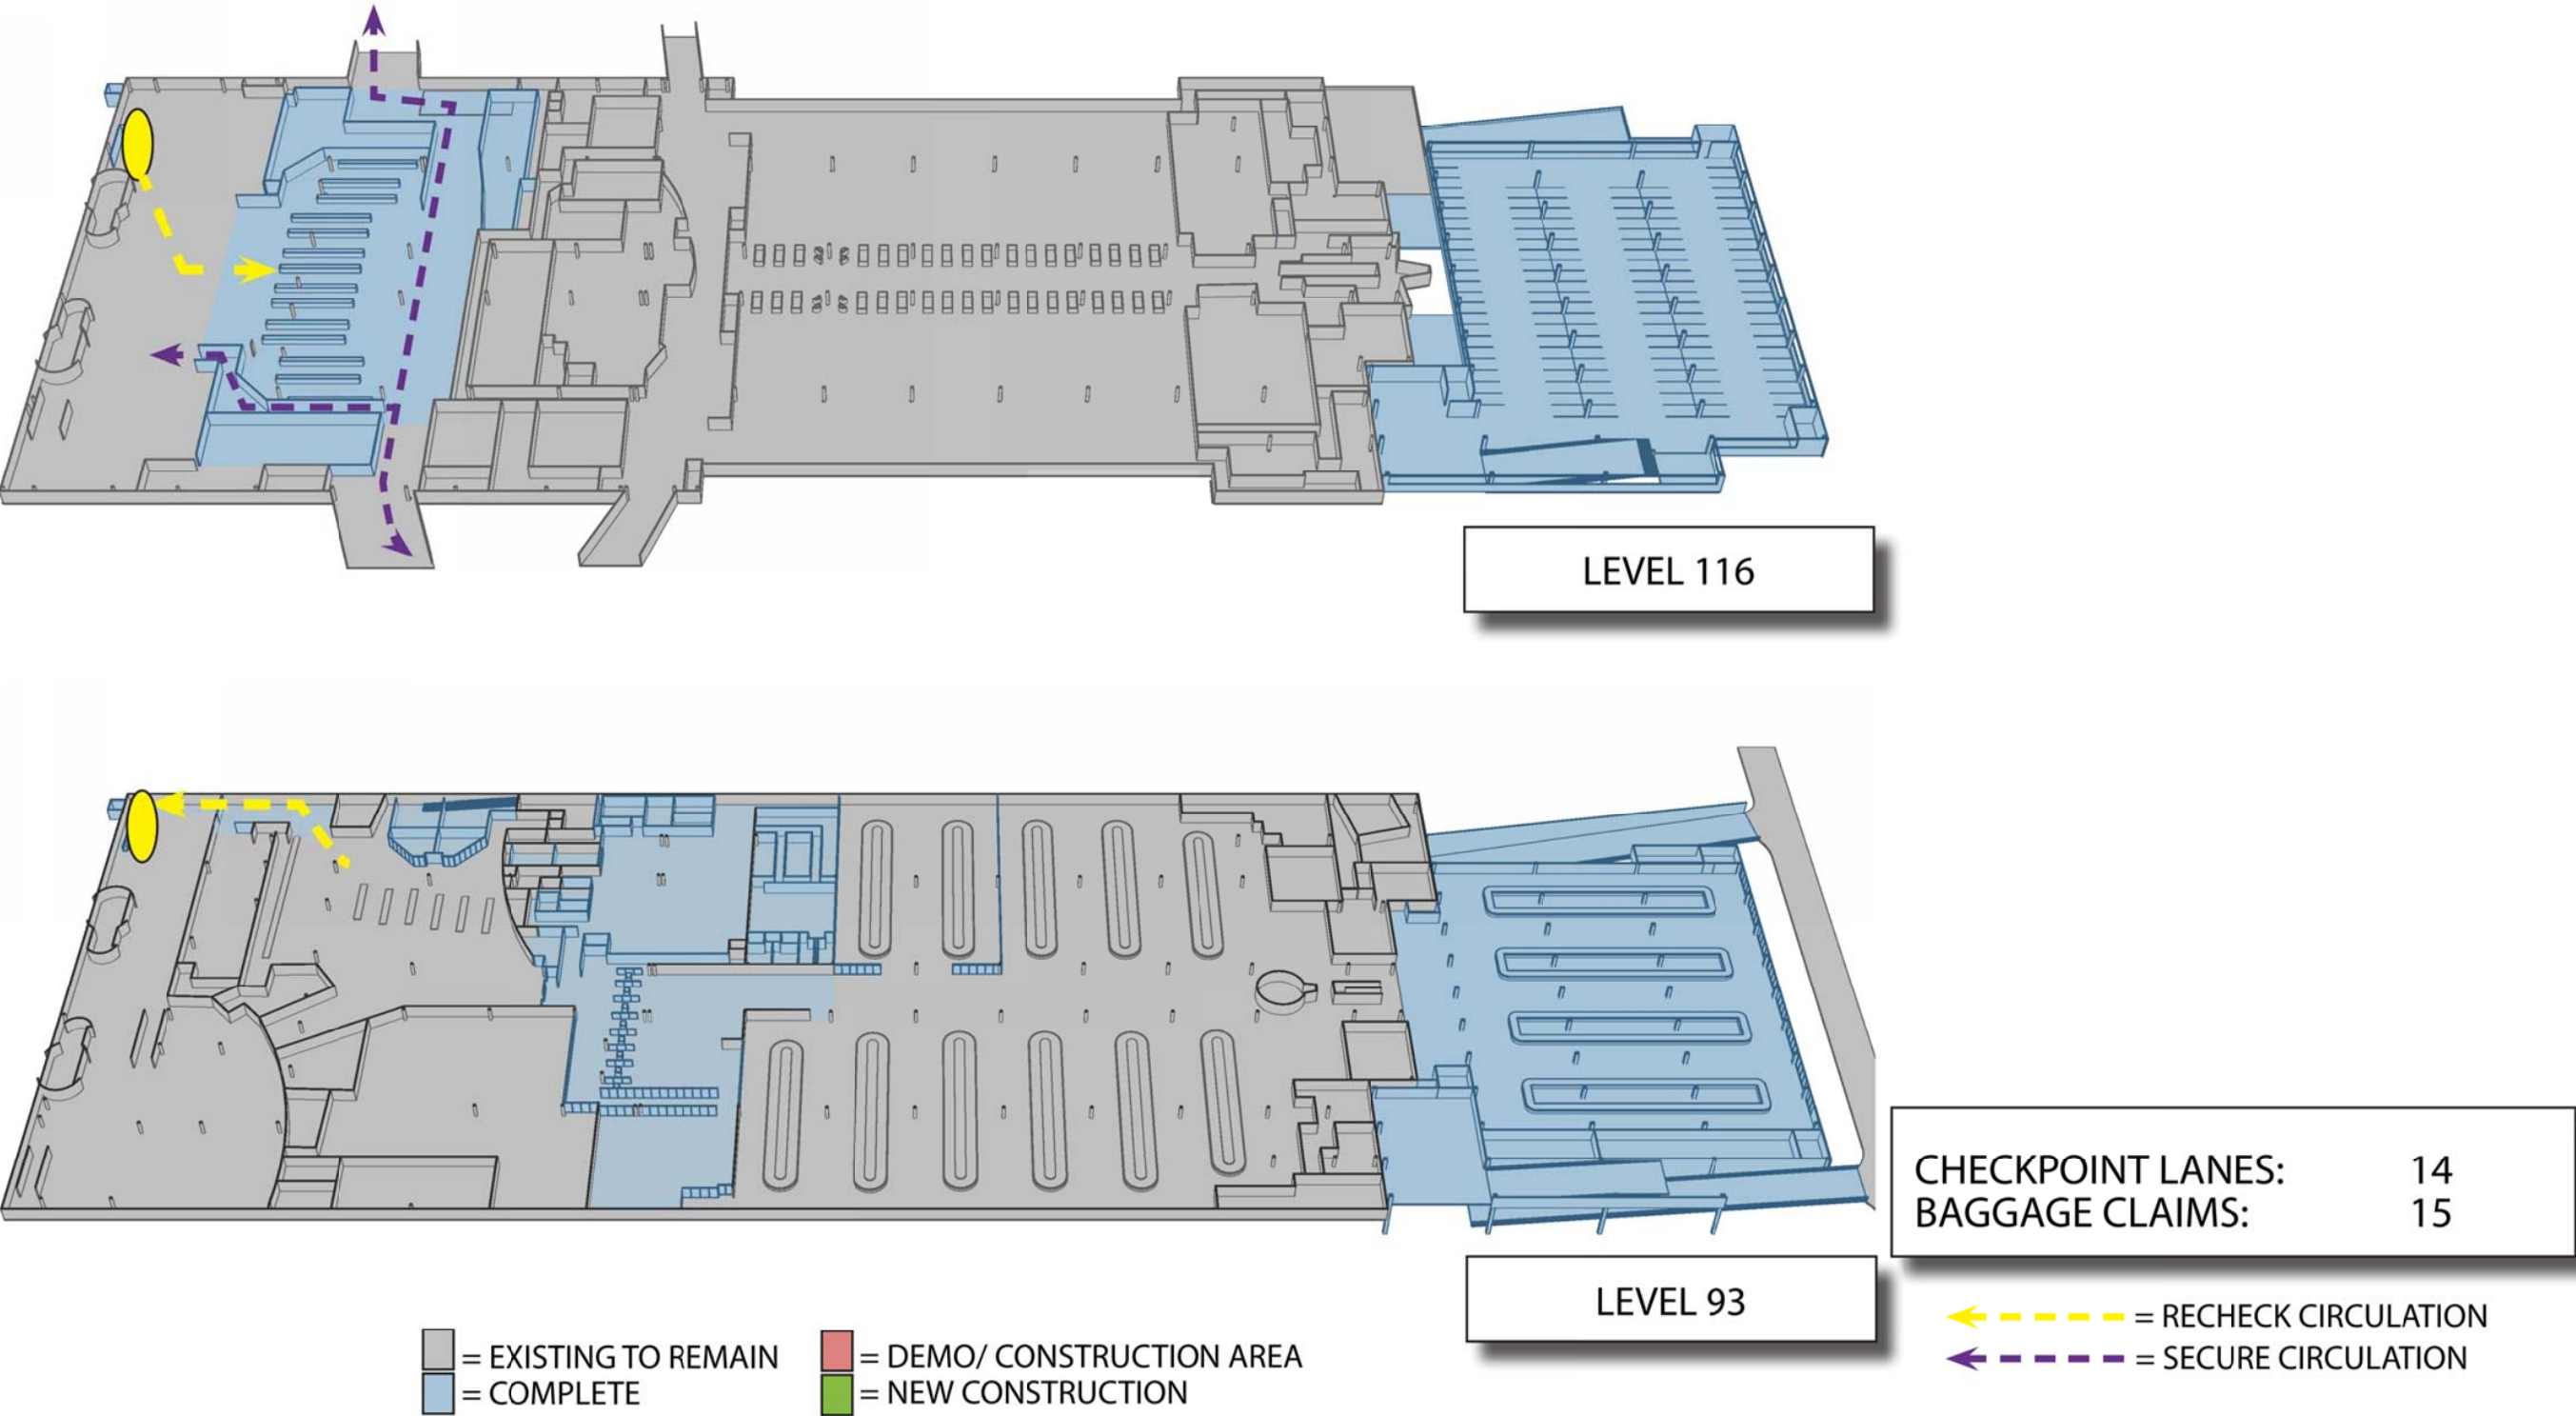 LEVEL 116
CHECKPOINT LANES: 14
BAGGAGE CLAIMS: 15
LEVEL 93
= RECHECK CIRCULATION
= SECURE CIRCULATION
= EXISTING TO REMAIN
= DEMO/ CONSTRUCTION AREA
= COMPLETE
= NEW CONSTRUCTION